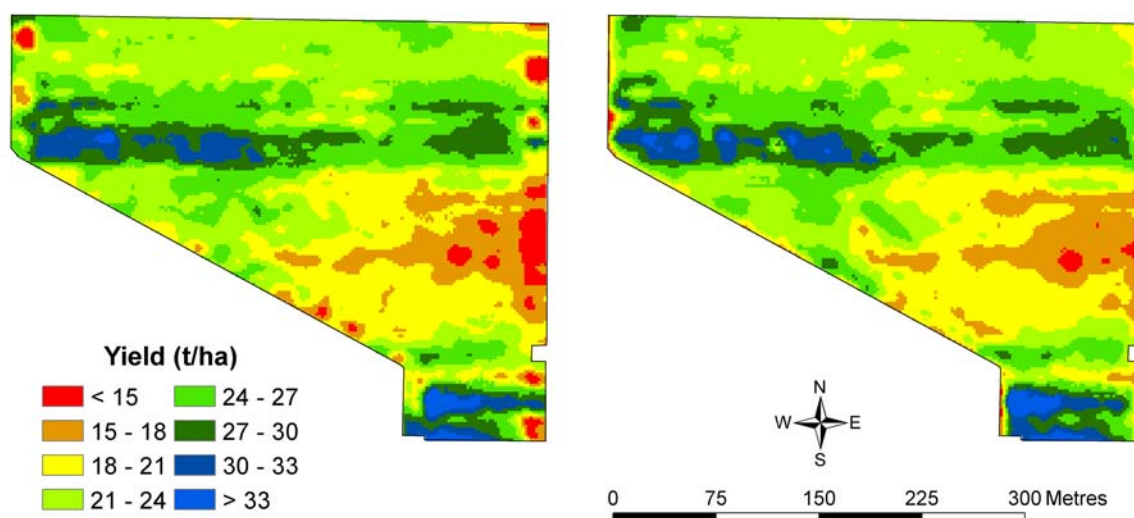 Yield (t/ha)
< 15
24 - 27
15 - 18
27 - 30
18 - 21
30 - 33
21 - 24
> 33
N
W E
S
0 75 150 225 300 Metres